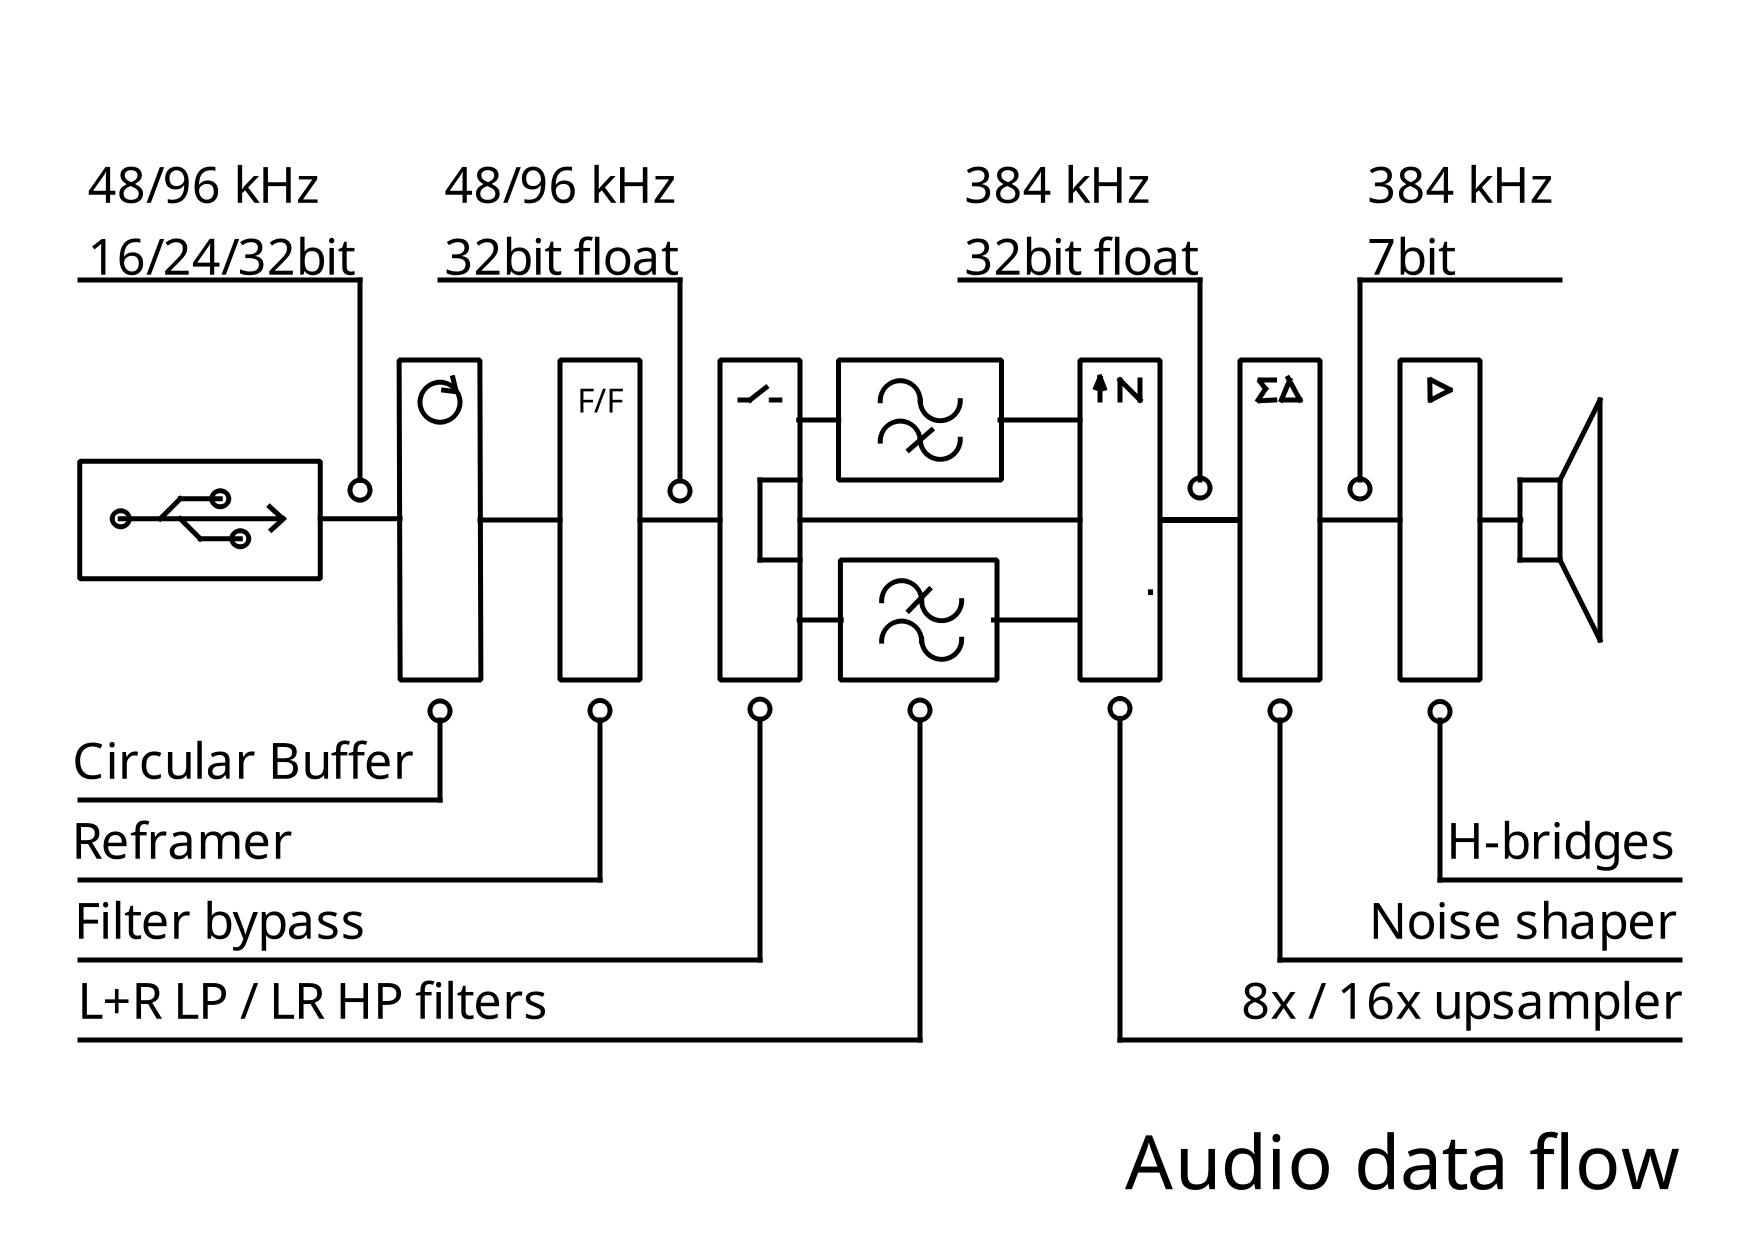 48/96 kHz
16/24/32bit
48/96 kHz
32bit float
384 kHz
32bit float
384 kHz
7bit
F/F
↑N
ΣΔ
Circular Buffer
Reframer
Filter bypass
L+R LP / LR HP filters
H-bridges
Noise shaper
8x / 16x upsampler
Audio data flow